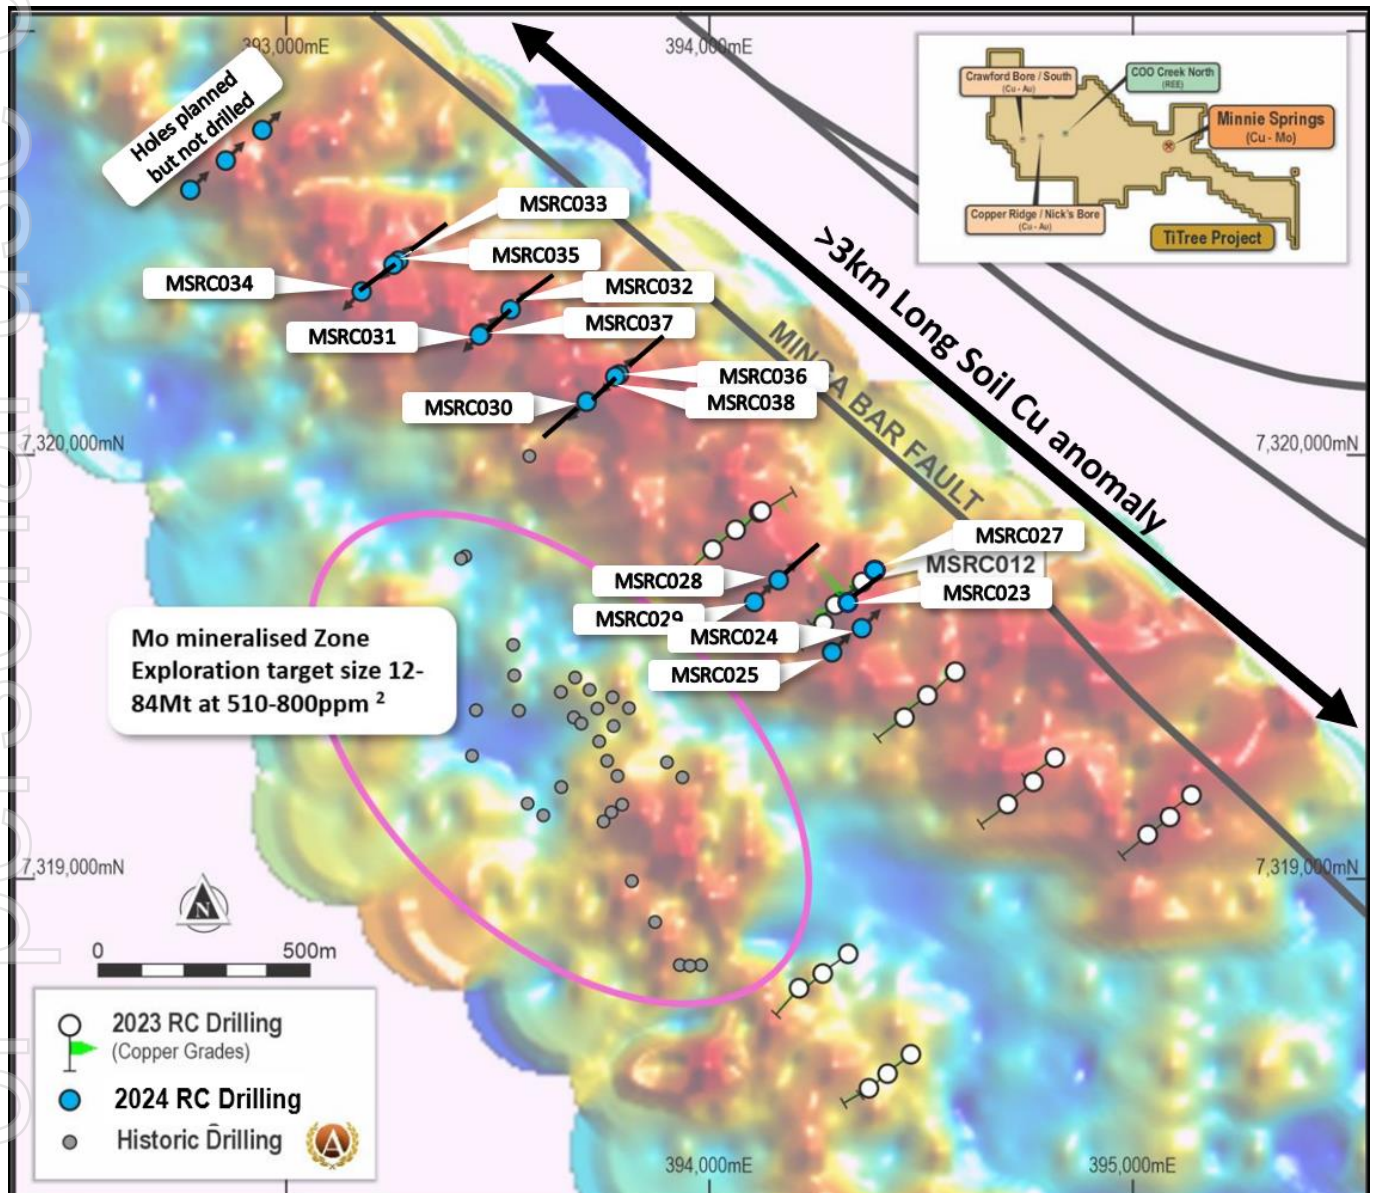 393,000mE
394,000mE
Holes planned
but not drilled
Crawford Bore / South
(Cu - Au)
COO Creek North
(REE)
Minnie Springs
(Cu - Mo)
Copper Ridge / Nick's Bore
(Cu - Au)
TiTree Project
>3km Long Soil Cu anomaly
MSRC033
MSRC035
MSRC034
MSRC032
MSRC037
MSRC031
MSRC036
MSRC038
MSRC030
MINGA BAR FAULT
7,320,000mN
7,320,000mN
MSRC027
MSRC012
MSRC028
MSRC023
MSRC029
MSRC024
MSRC025
Mo mineralised Zone
Exploration target size 12-
84Mt at 510-800ppm 2
7,319,000mN
7,319,000mN
N
0 500m
2023 RC Drilling
(Copper Grades)
2024 RC Drilling
Historic Drilling
A
394,000mE
395,000mE